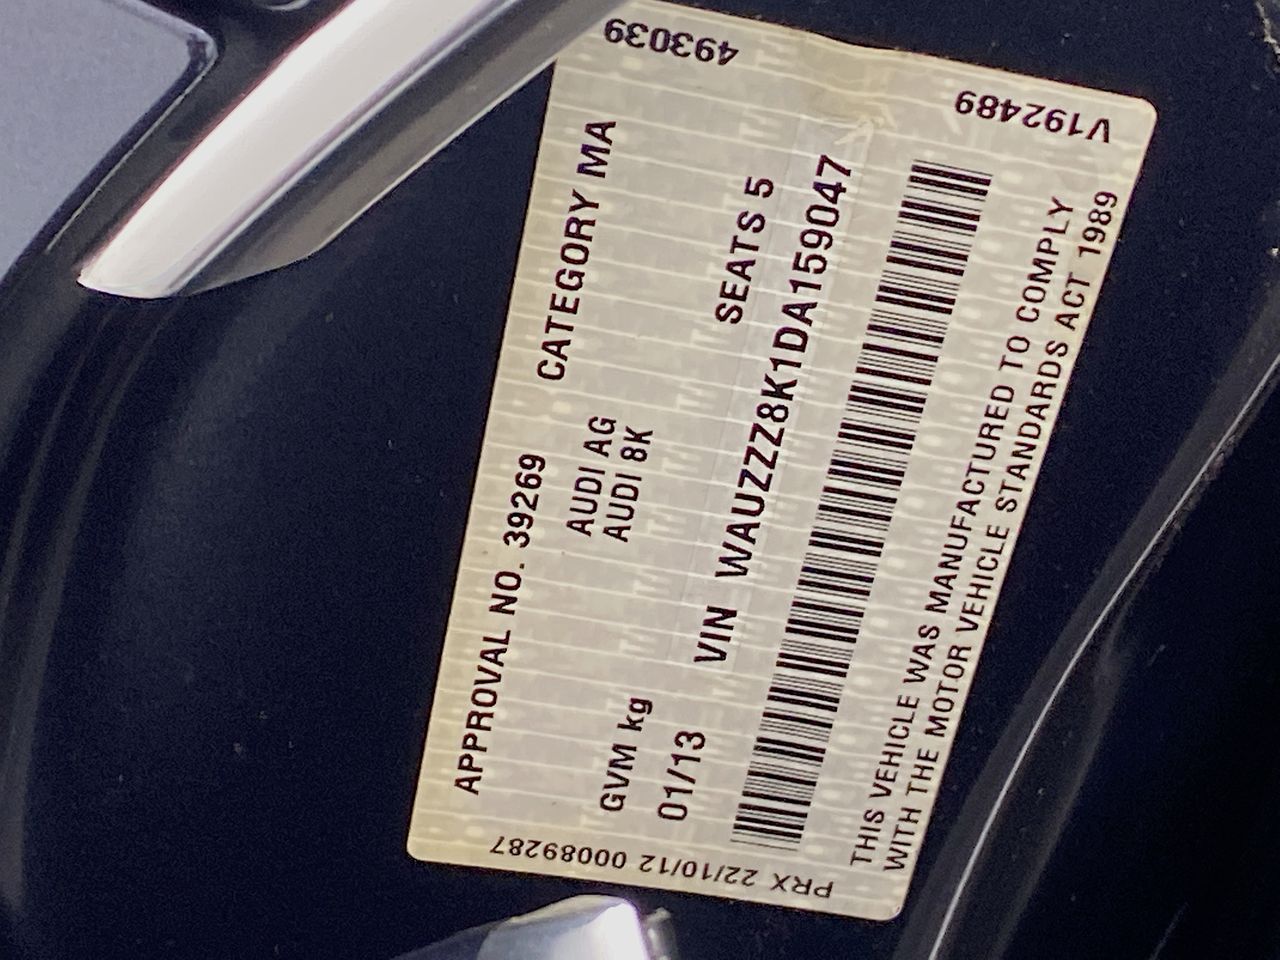 APPROVAL NO. 39269 CATEGORY MA
AUDI AG
AUDI 8K
GVM kg
01/13 SEATS 5
VIN WAUZZZ8K1DA159047
THIS VEHICLE WAS MANUFACTURED TO COMPLY
WITH THE MOTOR VEHICLE STANDARDS ACT 1989
PRX 22/10/12 00089287
V192489
493039